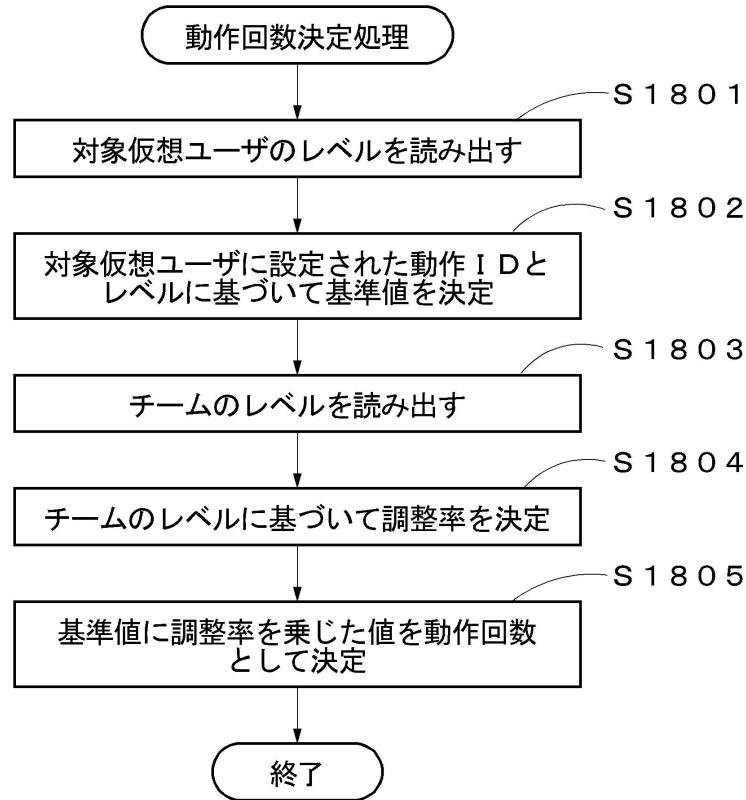 動作回数決定処理
S1801
対象仮想ユーザのレベルを読み出す
S1802
対象仮想ユーザに設定された動作IDと
レベルに基づいて基準値を決定
S1803
チームのレベルを読み出す
S1804
チームのレベルに基づいて調整率を決定
S1805
基準値に調整率を乗じた値を動作回数
として決定
終了